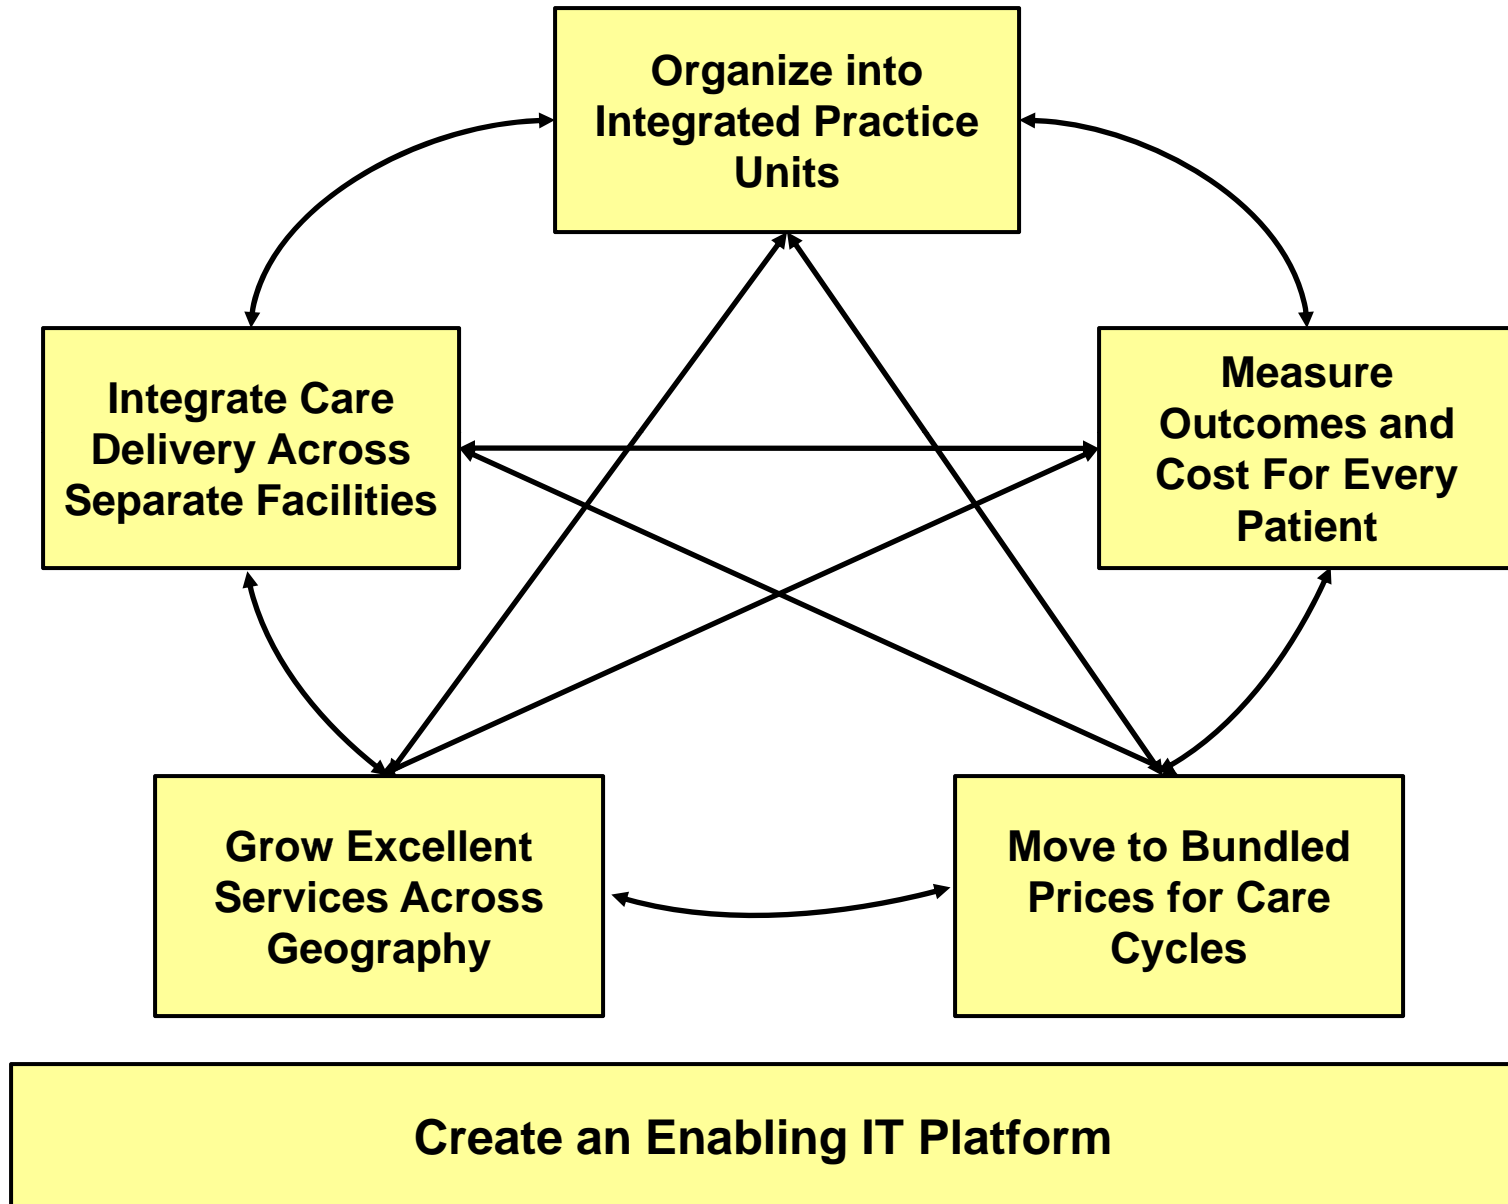 Organize into
Integrated Practice
Units
Integrate Care
Delivery Across
Separate Facilities
Measure
Outcomes and
Cost For Every
Patient
Grow Excellent
Services Across
Geography
Move to Bundled
Prices for Care
Cycles
Create an Enabling IT Platform